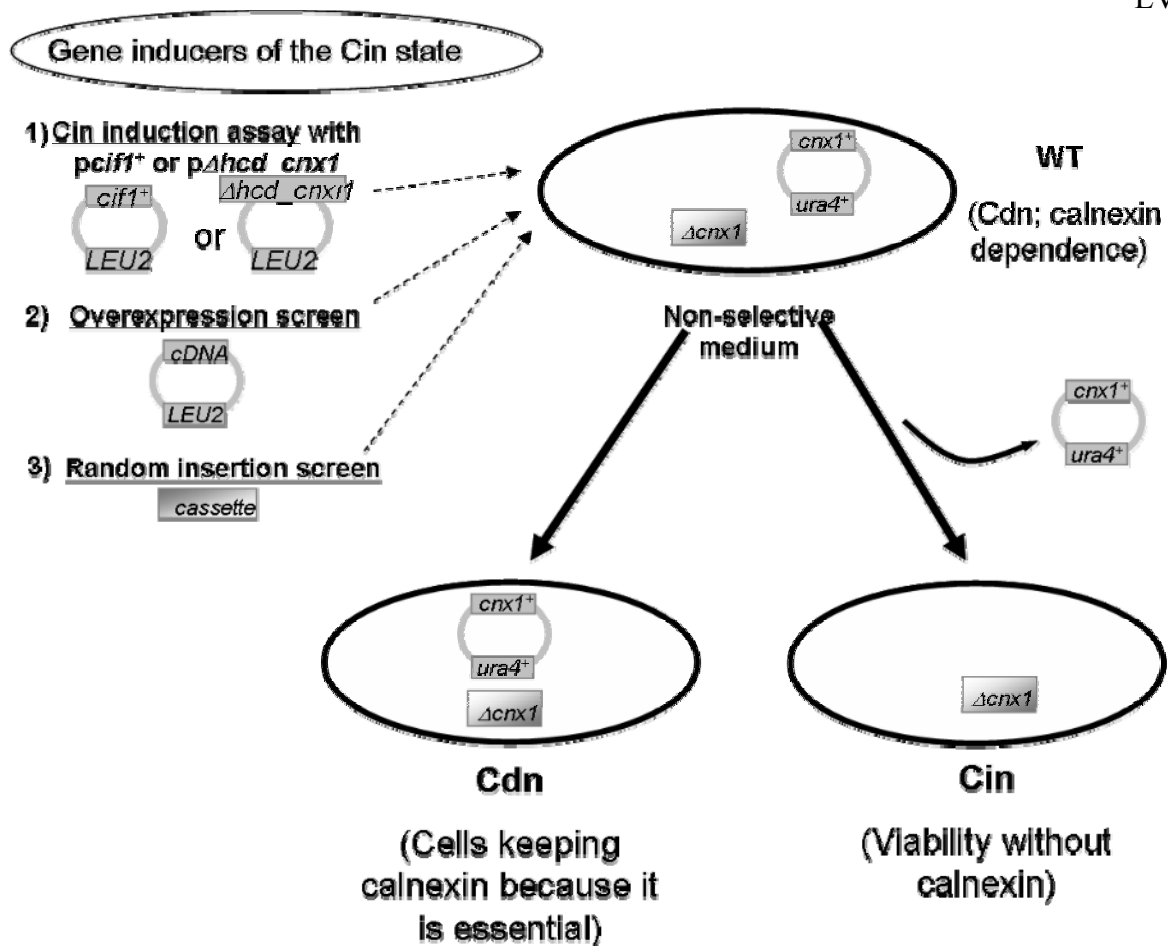 EV
Gene inducers of the Cin state
1) Cin induction assay with
pcif1+ or pΔhcd_cnx1
cif1+
LEU2
or
Δhcd_cnx1
LEU2
2) Overexpression screen
cDNA
LEU2
3) Random insertion screen
cassette
cnx1+
ura4+
Δcnx1
WT
(Cdn; calnexin
dependence)
Non-selective
medium
cnx1+
ura4+
cnx1+
ura4+
Δcnx1
Cdn
(Cells keeping
calnexin because it
is essential)
Δcnx1
Cin
(Viability without
calnexin)